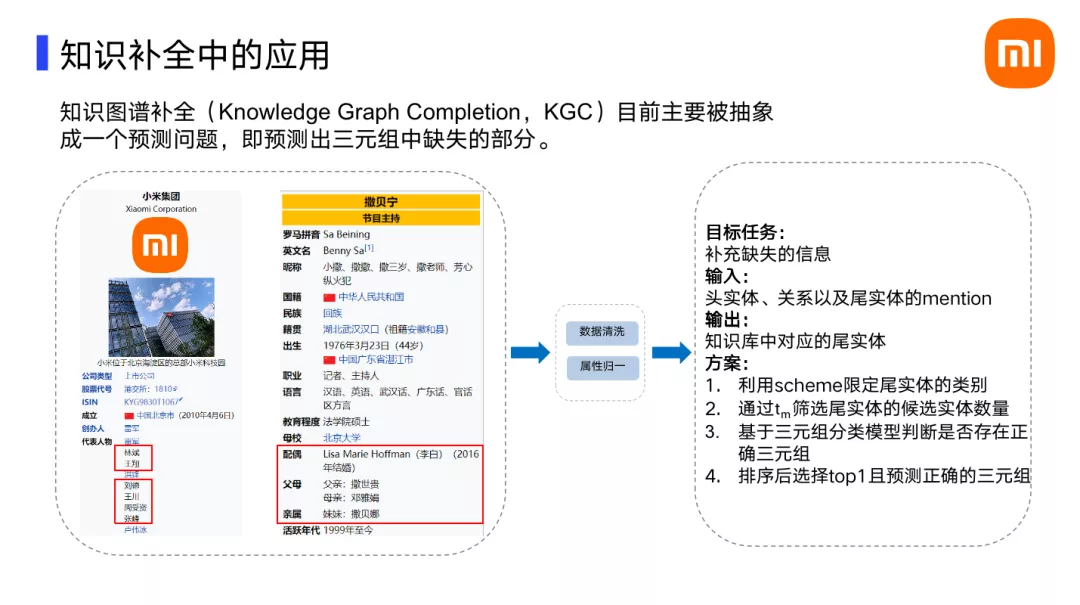 知识补全中的应用
知识图谱补全（Knowledge Graph Completion，KGC）目前主要被抽象
成一个预测问题，即预测出三元组中缺失的部分。
小米集团
Xiaomi Corporation
小米位于北京海淀区的总部小米科技园
公司类型 上市公司
股票代号 港交所：1810
ISIN KYG9830T1067
成立 中国北京市（2010年4月6日）
创办人 雷军
代表人物 雷军
林斌
王翔
洪锋
刘德
王川
周受资
张峰
卢伟冰
撒贝宁
节目主持
罗马拼音 Sa Beining
英文名 Benny Sa[1]
昵称 小撒、撒撒、撒三岁、撒老师、芳心
纵火犯
国籍 中华人民共和国
民族 回族
籍贯 湖北武汉汉口（祖籍安徽和县）
出生 1976年3月23日（44岁）
中国广东省湛江市
职业 记者、主持人
语言 汉语、英语、武汉话、广东话、官话
区方言
教育程度 法学院硕士
母校 北京大学
配偶 Lisa Marie Hoffman（李白）（2016
年结婚）
父母 父亲：撒世贵
母亲：邓雅娟
亲属 妹妹：撒贝娜
活跃年代 1999年至今
数据清洗
属性归一
目标任务：
补充缺失的信息
输入：
头实体、关系以及尾实体的mention
输出：
知识库中对应的尾实体
方案：
1. 利用scheme限定尾实体的类别
2. 通过tm筛选尾实体的候选实体数量
3. 基于三元组分类模型判断是否存在正
确三元组
4. 排序后选择top1且预测正确的三元组